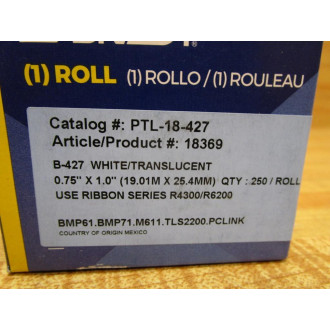 (1) ROLL (1) ROLLO / (1) ROULEAU
Catalog #: PTL-18-427
Article/Product #: 18369
B-427 WHITE/TRANSLUCENT
0.75" X 1.0" (19.01M X 25.4MM) QTY : 250 / ROLL
USE RIBBON SERIES R4300/R6200
BMP61.BMP71.M611.TLS2200.PCLINK
COUNTRY OF ORIGIN MEXICO